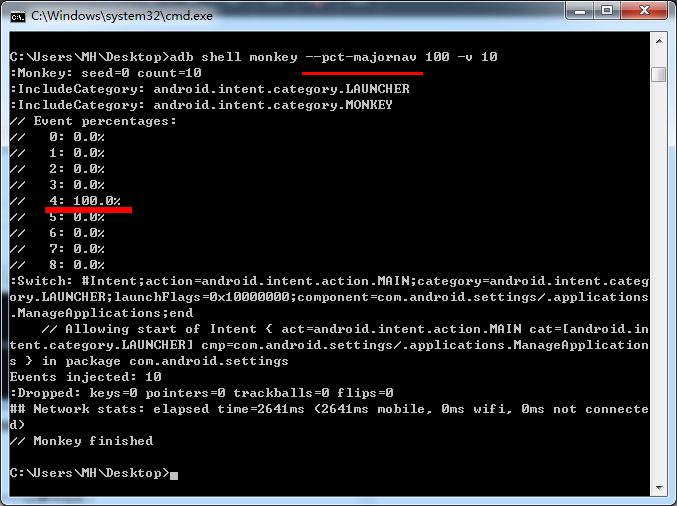 C:\Windows\system32\cmd.exe
C:\Users\MH\Desktop>adb shell monkey --pct-majornav 100 -v 10
:Monkey: seed=0 count=10
:IncludeCategory: android.intent.category.LAUNCHER
:IncludeCategory: android.intent.category.MONKEY
// Event percentages:
//   0: 0.0%
//   1: 0.0%
//   2: 0.0%
//   3: 0.0%
//   4: 100.0%
//   5: 0.0%
//   6: 0.0%
//   7: 0.0%
//   8: 0.0%
:Switch: #Intent;action=android.intent.action.MAIN;category=android.intent.categ
ory.LAUNCHER;launchFlags=0x10000000;component=com.android.settings/.applications
.ManageApplications;end
    // Allowing start of Intent { act=android.intent.action.MAIN cat=[android.in
tent.category.LAUNCHER] cmp=com.android.settings/.applications.ManageApplication
s } in package com.android.settings
Events injected: 10
:Dropped: keys=0 pointers=0 trackballs=0 flips=0
## Network stats: elapsed time=2641ms (2641ms mobile, 0ms wifi, 0ms not connecte
d)
// Monkey finished
C:\Users\MH\Desktop>